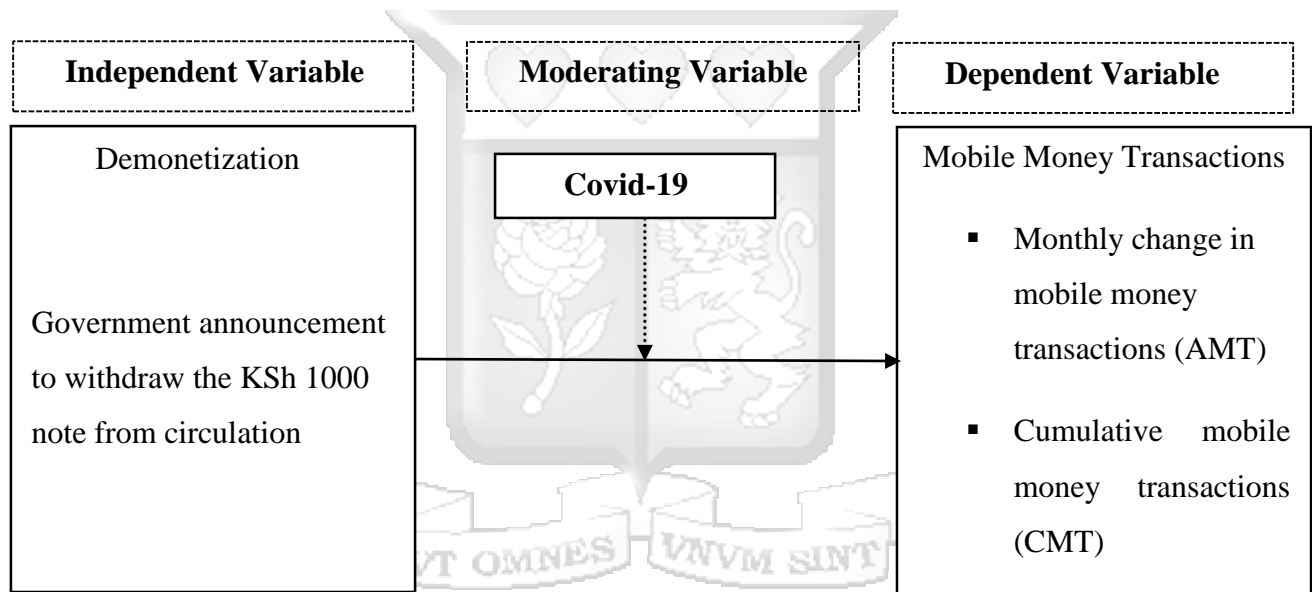 Independent Variable
Moderating Variable
Dependent Variable
Demonetization
Government announcement
to withdraw the KSh 1000
note from circulation
Covid-19
Mobile Money Transactions
▪ Monthly change in
mobile money
transactions (AMT)
▪ Cumulative mobile
money transactions
(CMT)
VT OMNES
VNVM SINT